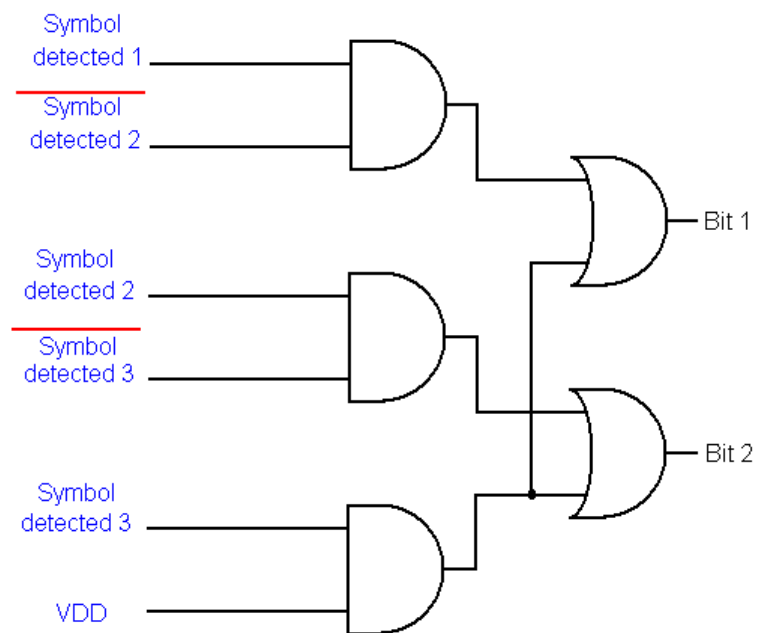 Symbol
detected 1
Symbol
detected 2
Bit 1
Symbol
detected 2
Symbol
detected 3
Bit 2
Symbol
detected 3
VDD